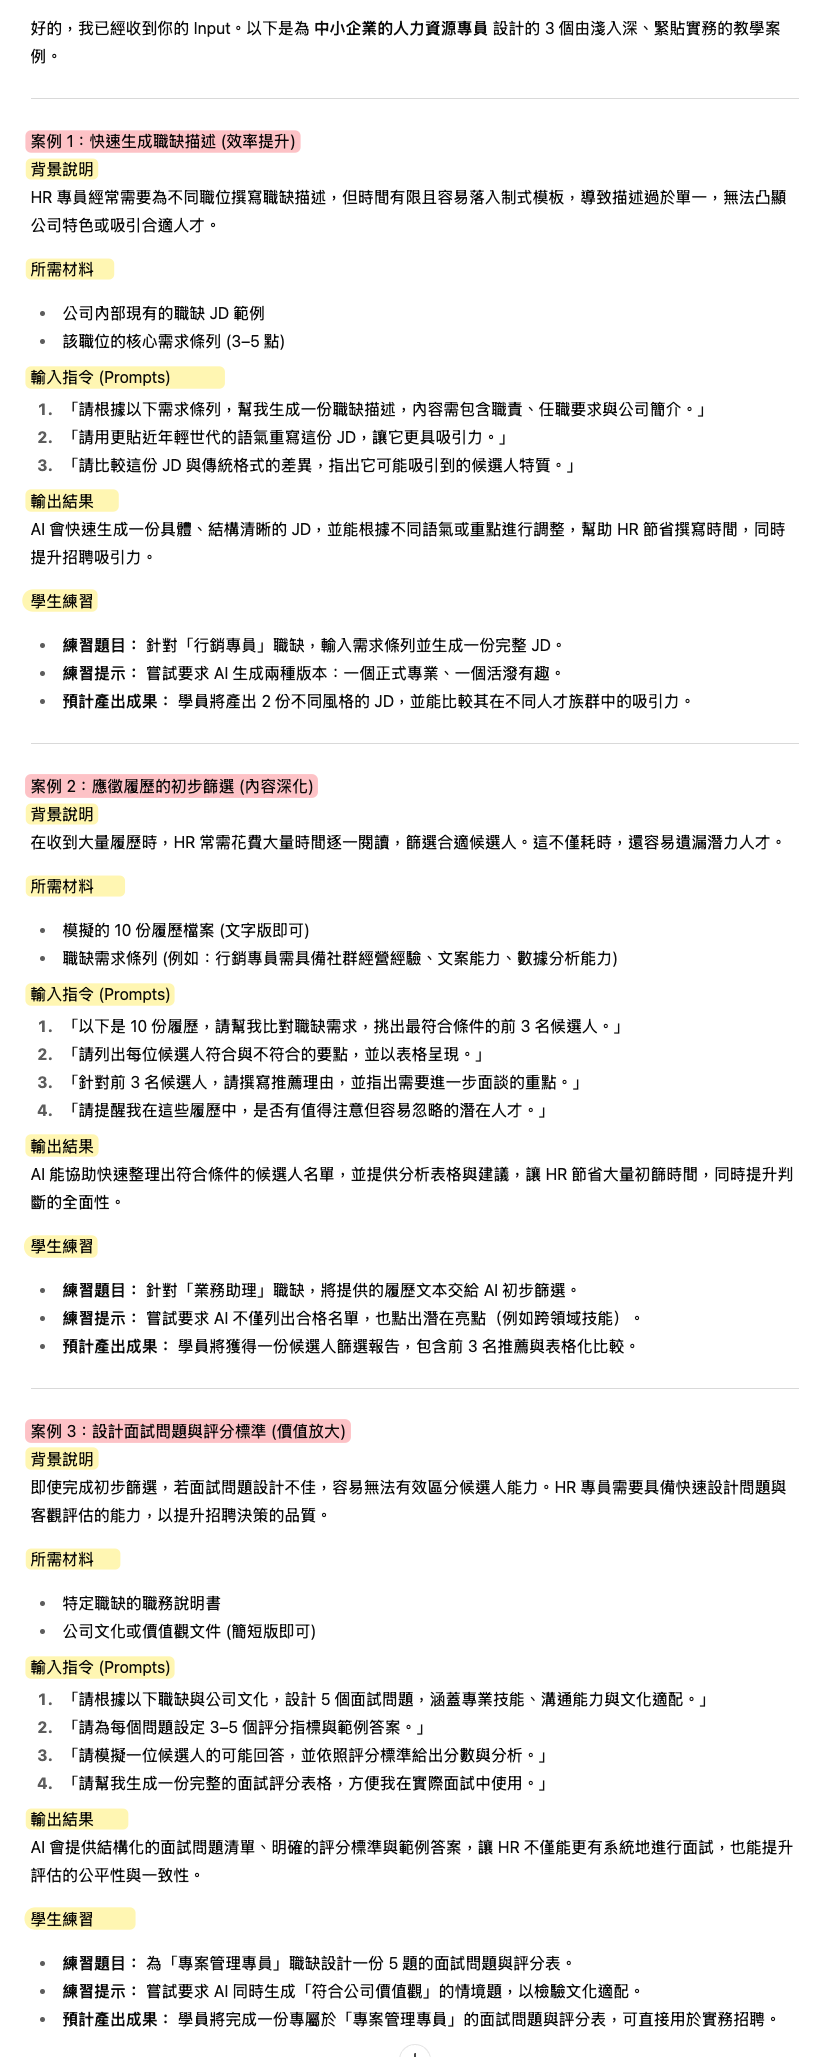 好的，我已經收到你的 Input。以下是為 中小企業的人力資源專員 設計的 3 個由淺入深、緊貼實務的教學案
例。
案例 1：快速生成職缺描述 (效率提升)
背景說明
HR 專員經常需要為不同職位撰寫職缺描述，但時間有限且容易落入制式模板，導致描述過於單一，無法凸顯
公司特色或吸引合適人才。
所需材料
• 公司內部現有的職缺 JD 範例
• 該職位的核心需求條列 (3–5 點)
輸入指令 (Prompts)
1. 「請根據以下需求條列，幫我生成一份職缺描述，內容需包含職責、任職要求與公司簡介。」
2. 「請用更貼近年輕世代的語氣重寫這份 JD，讓它更具吸引力。」
3. 「請比較這份 JD 與傳統格式的差異，指出它可能吸引到的候選人特質。」
輸出結果
AI 會快速生成一份具體、結構清晰的 JD，並能根據不同語氣或重點進行調整，幫助 HR 節省撰寫時間，同時
提升招聘吸引力。
學生練習
• 練習題目： 針對「行銷專員」職缺，輸入需求條列並生成一份完整 JD。
• 練習提示： 嘗試要求 AI 生成兩種版本：一個正式專業、一個活潑有趣。
• 預計產出成果： 學員將產出 2 份不同風格的 JD，並能比較其在不同人才族群中的吸引力。
案例 2：應徵履歷的初步篩選 (內容深化)
背景說明
在收到大量履歷時，HR 常需花費大量時間逐一閱讀，篩選合適候選人。這不僅耗時，還容易遺漏潛力人才。
所需材料
• 模擬的 10 份履歷檔案 (文字版即可)
• 職缺需求條列 (例如：行銷專員需具備社群經營經驗、文案能力、數據分析能力)
輸入指令 (Prompts)
1. 「以下是 10 份履歷，請幫我比對職缺需求，挑出最符合條件的前 3 名候選人。」
2. 「請列出每位候選人符合與不符合的要點，並以表格呈現。」
3. 「針對前 3 名候選人，請撰寫推薦理由，並指出需要進一步面談的重點。」
4. 「請提醒我在這些履歷中，是否有值得注意但容易忽略的潛在人才。」
輸出結果
AI 能協助快速整理出符合條件的候選人名單，並提供分析表格與建議，讓 HR 節省大量初篩時間，同時提升判
斷的全面性。
學生練習
• 練習題目： 針對「業務助理」職缺，將提供的履歷文本交給 AI 初步篩選。
• 練習提示： 嘗試要求 AI 不僅列出合格名單，也點出潛在亮點（例如跨領域技能）。
• 預計產出成果： 學員將獲得一份候選人篩選報告，包含前 3 名推薦與表格化比較。
案例 3：設計面試問題與評分標準 (價值放大)
背景說明
即使完成初步篩選，若面試問題設計不佳，容易無法有效區分候選人能力。HR 專員需要具備快速設計問題與
客觀評估的能力，以提升招聘決策的品質。
所需材料
• 特定職缺的職務說明書
• 公司文化或價值觀文件 (簡短版即可)
輸入指令 (Prompts)
1. 「請根據以下職缺與公司文化，設計 5 個面試問題，涵蓋專業技能、溝通能力與文化適配。」
2. 「請為每個問題設定 3–5 個評分指標與範例答案。」
3. 「請模擬一位候選人的可能回答，並依照評分標準給出分數與分析。」
4. 「請幫我生成一份完整的面試評分表格，方便我在實際面試中使用。」
輸出結果
AI 會提供結構化的面試問題清單、明確的評分標準與範例答案，讓 HR 不僅能更有系統地進行面試，也能提升
評估的公平性與一致性。
學生練習
• 練習題目： 為「專案管理專員」職缺設計一份 5 題的面試問題與評分表。
• 練習提示： 嘗試要求 AI 同時生成「符合公司價值觀」的情境題，以檢驗文化適配。
• 預計產出成果： 學員將完成一份專屬於「專案管理專員」的面試問題與評分表，可直接用於實務招聘。